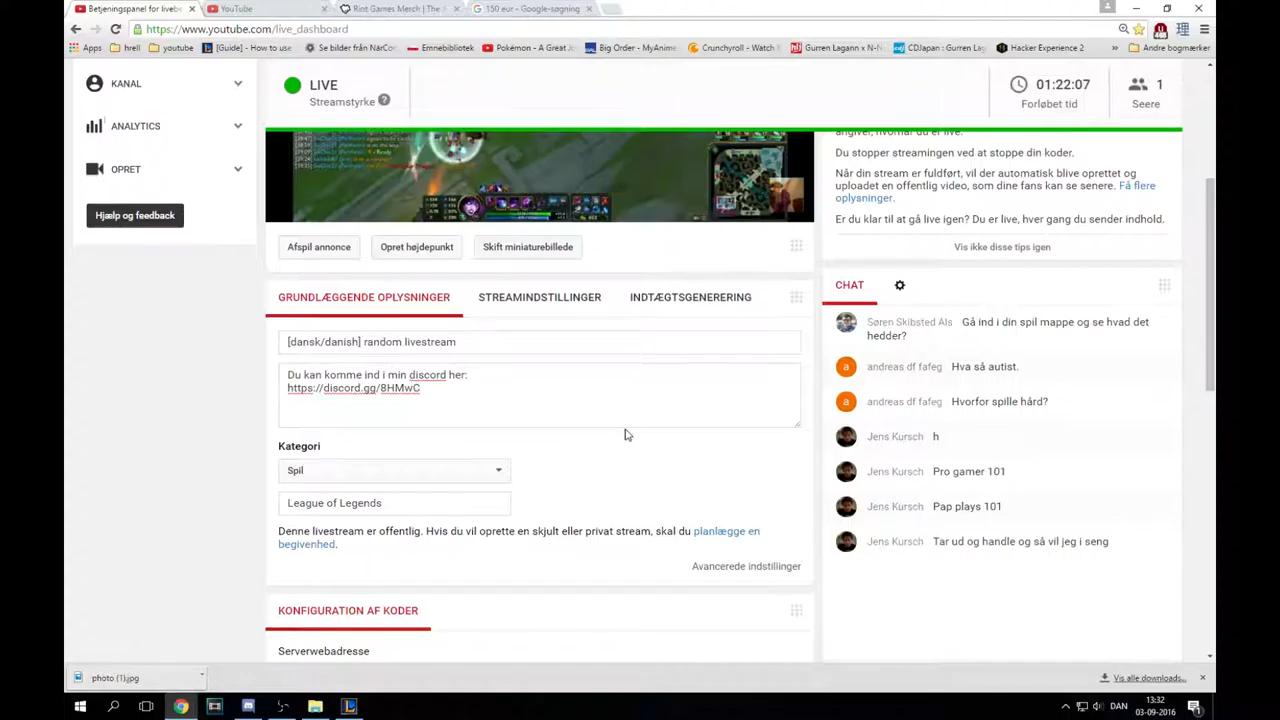 Betjeningspanel for livebe
YouTube
Rint Games Merch | The
150 eur - Google-søgning
https://www.youtube.com/live_dashboard
Apps
hrell
youtube
[Guide] - How to use
Se bilder från NärCon
Emnebibliotek
Pokémon - A Great Jo
Big Order - MyAnime
Crunchyroll - Watch
Gurren Lagann x N-N
CDJapan : Gurren Lag
Hacker Experience 2
Andre bogmærker
KANAL
ANALYTICS
OPRET
Hjælp og feedback
LIVE
Streamstyrke
01:22:07
Forløbet tid
1
Seere
Afspil annonce
Opret højdepunkt
Skift miniaturebillede
GRUNDLÆGGENDE OPLYSNINGER
STREAMINDSTILLINGER
INDTÆGTSGENERERING
[dansk/danish] random livestream
Du kan komme ind i min discord her:
https://discord.gg/8HMwC
Kategori
Spil
League of Legends
Denne livestream er offentlig. Hvis du vil oprette en skjult eller privat stream, skal du planlægge en
begivenhed.
Avancerede indstillinger
KONFIGURATION AF KODER
Serverwebadresse
angiver, hvornår du er live.
Du stopper streamingen ved at stoppe din koder.
Når din stream er fuldført, vil der automatisk blive oprettet og
uploadet en offentlig video, som dine fans kan se senere. Få flere
oplysninger.
Er du klar til at gå live igen? Du er live, hver gang du sender indhold.
Vis ikke disse tips igen
CHAT
Søren Skibsted Als Gå ind i din spil mappe og se hvad det
hedder?
a andreas df fafeg Hva så autist.
a andreas df fafeg Hvorfor spille hård?
Jens Kursch h
Jens Kursch Pro gamer 101
Jens Kursch Pap plays 101
Jens Kursch Tar ud og handle og så vil jeg i seng
photo (1).jpg
Vis alle downloads...
DAN
13:32
03-09-2016